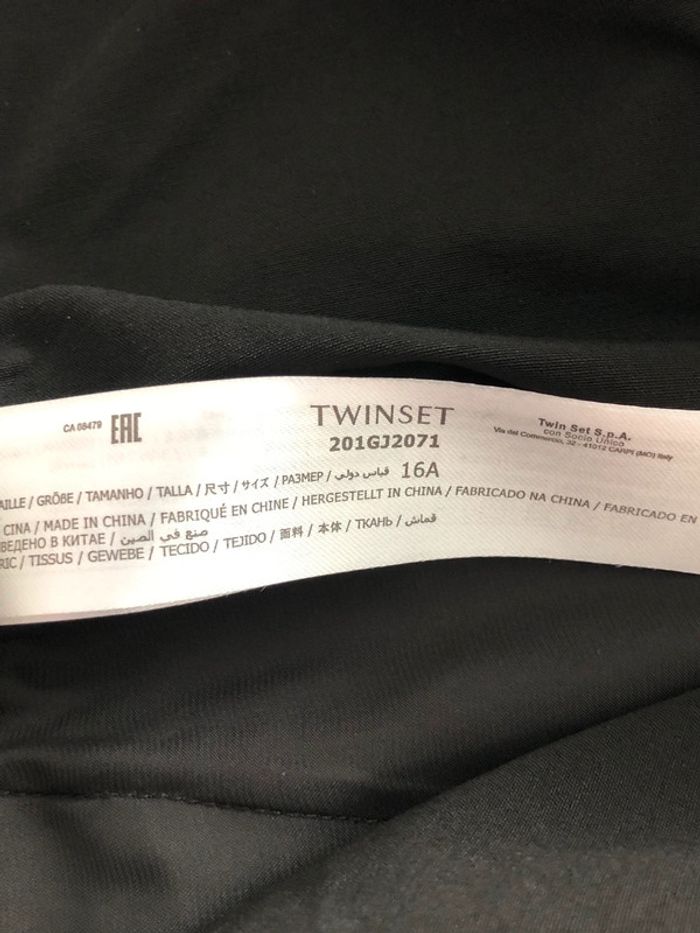 CA 08479 EAC
TWINSET
201GJ2071
Twin Set S.p.A.
con Socio Unico
Via del Commercio, 32 - 41012 CARPI (MO) Italy
AILLE / GRÖBE / TAMANHO / TALLA / 尺寸 / サイズ / РАЗМЕР / قياس دولي / 16A
CINA / MADE IN CHINA / FABRIQUÉ EN CHINE / HERGESTELLT IN CHINA / FABRICADO NA CHINA / FABRICADO EN
ВЕДЕНО В КИТАЕ / صنع في الصين
RIC / TISSUS / GEWEBE / TECIDO / TEJIDO / 面料 / 本体 / ТКАНЬ / قماش